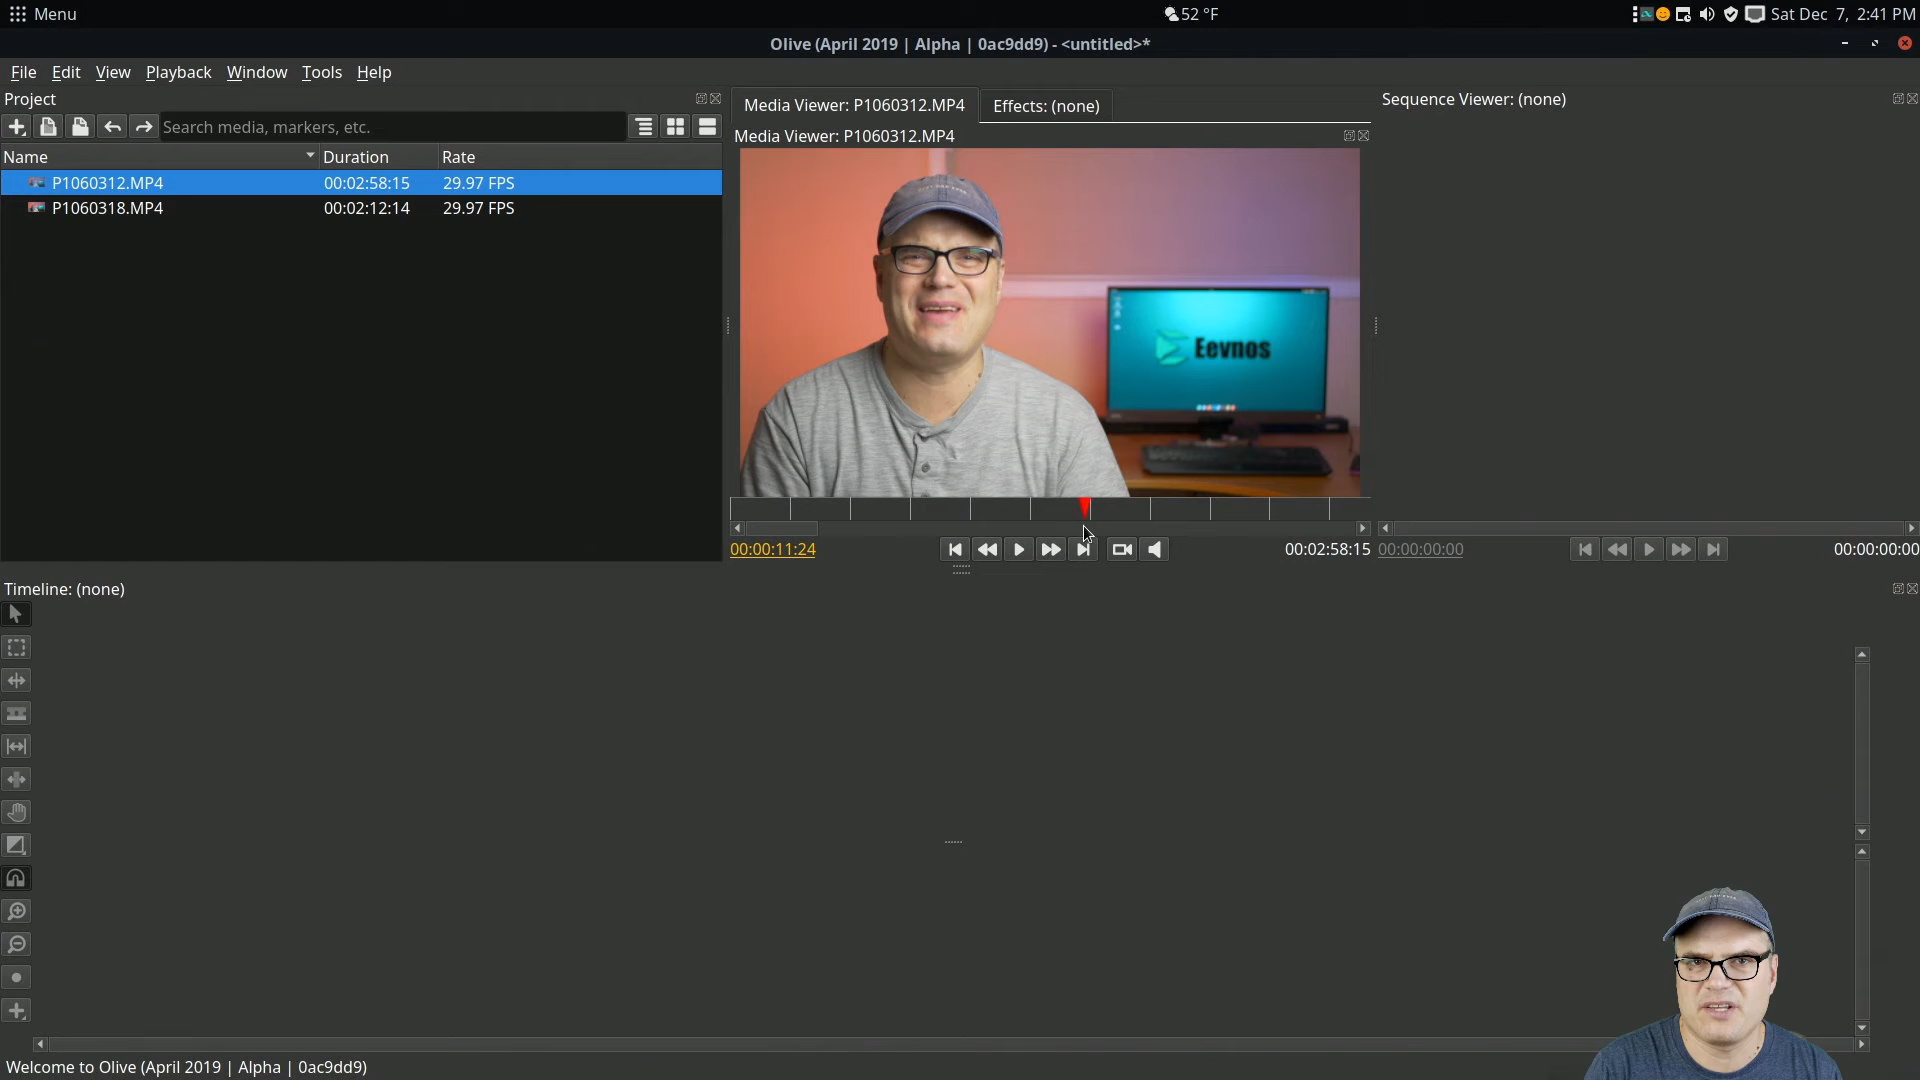 Menu
52 °F
Sat Dec 7, 2:41 PM
Olive (April 2019 | Alpha | 0ac9dd9) - <untitled>*
File Edit View Playback Window Tools Help
Project
Media Viewer: P1060312.MP4
Effects: (none)
Sequence Viewer: (none)
Search media, markers, etc.
Media Viewer: P1060312.MP4
Name Duration Rate
P1060312.MP4 00:02:58:15 29.97 FPS
P1060318.MP4 00:02:12:14 29.97 FPS
Eevnos
00:00:11:24
00:02:58:15
00:00:00:00
00:00:00:00
Timeline: (none)
Welcome to Olive (April 2019 | Alpha | 0ac9dd9)